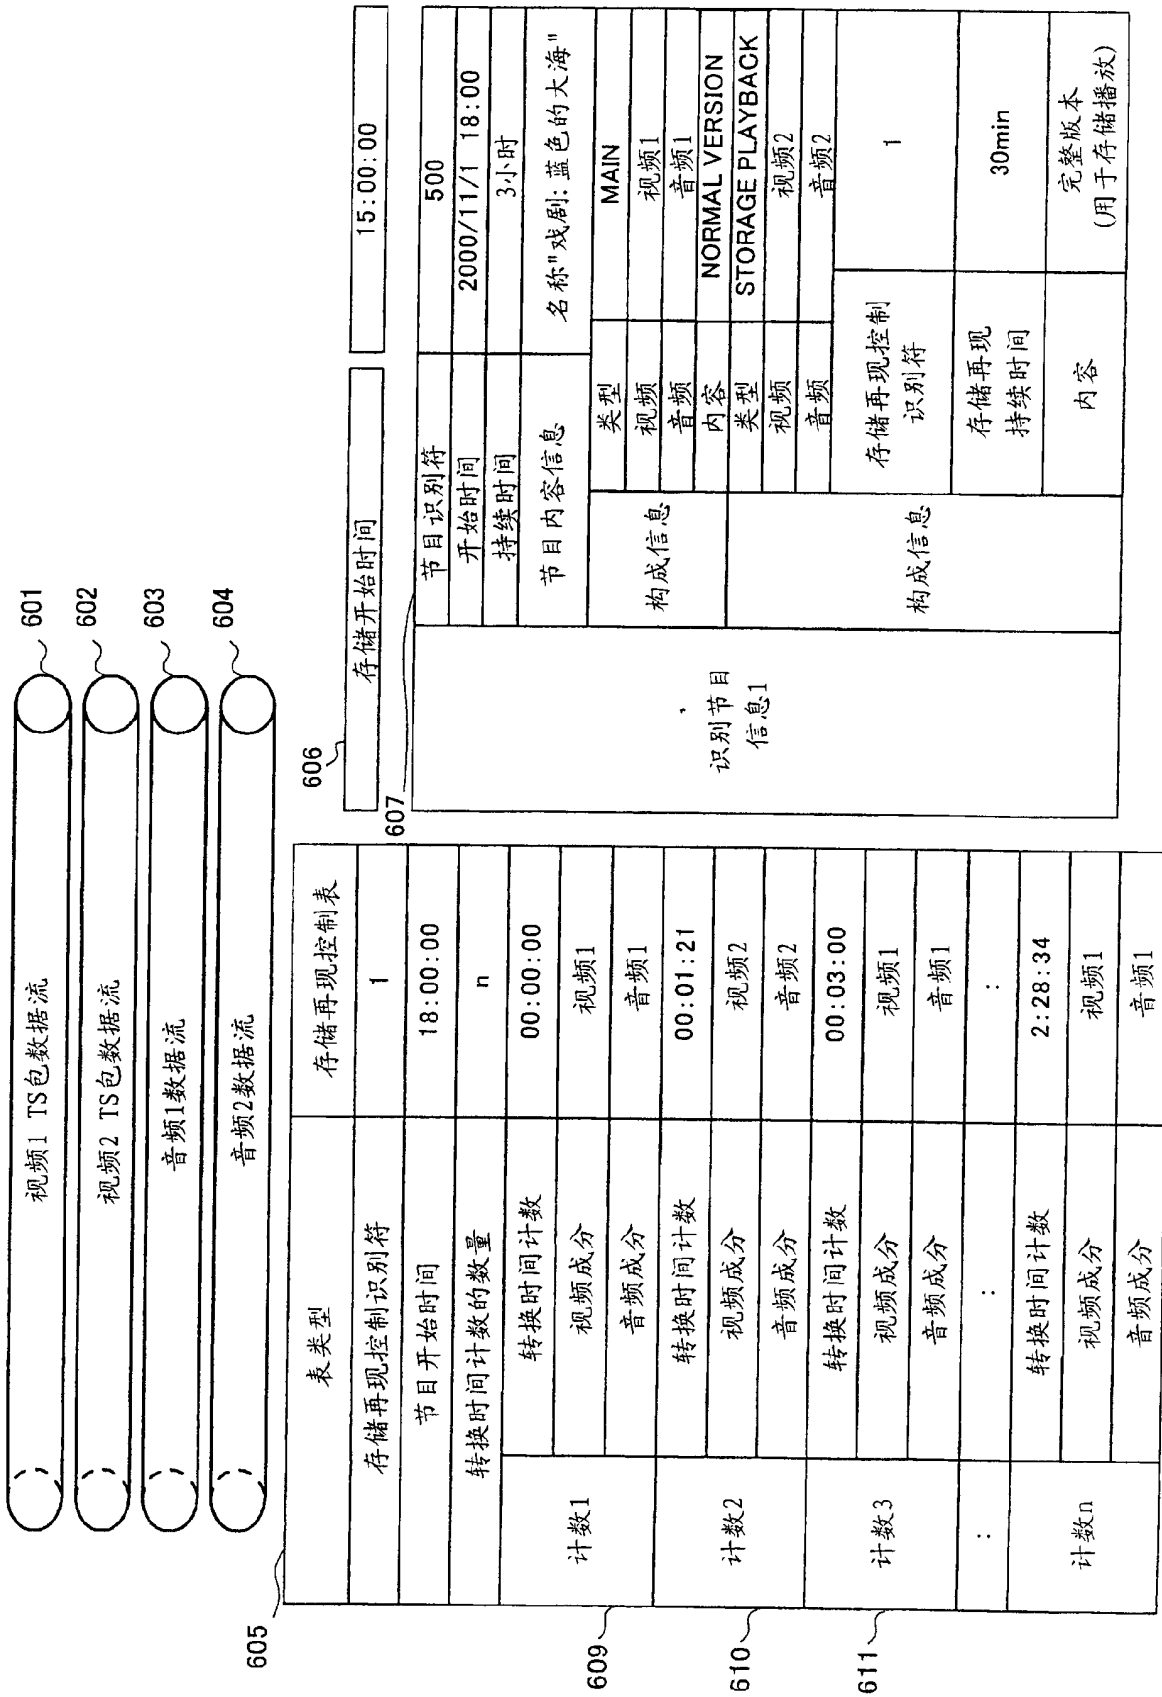 视频1 TS包数据流
601
视频2 TS包数据流
602
音频1数据流
603
音频2数据流
604
605
表类型
存储再现控制表
存储再现控制识别符
1
节目开始时间
18:00:00
转换时间计数的数量
n
609
计数1
转换时间计数
00:00:00
视频成分
视频1
音频成分
音频1
610
计数2
转换时间计数
00:01:21
视频成分
视频2
音频成分
音频2
611
计数3
转换时间计数
00:03:00
视频成分
视频1
音频成分
音频1
:
:
:
计数n
转换时间计数
2:28:34
视频成分
视频1
音频成分
音频1
606
存储开始时间
15:00:00
607
识别节目
信息1
节目识别符
500
开始时间
2000/11/1 18:00
持续时间
3小时
节目内容信息
名称"戏剧: 蓝色的大海"
构成信息
类型
MAIN
视频
视频1
音频
音频1
内容
NORMAL VERSION
构成信息
类型
STORAGE PLAYBACK
视频
视频2
音频
音频2
存储再现控制
识别符
1
存储再现
持续时间
30min
内容
完整版本
(用于存储播放)